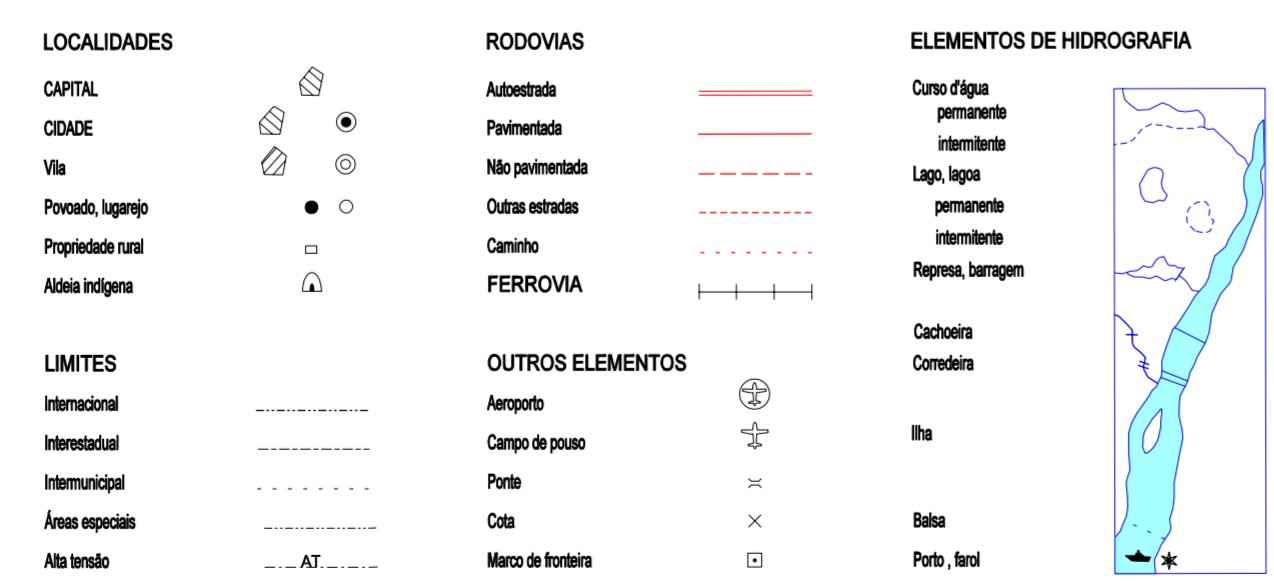 LOCALIDADES
CAPITAL
CIDADE
Vila
Povoado, lugarejo
Propriedade rural
Aldeia indígena
LIMITES
Internacional
Interestadual
Intermunicipal
Áreas especiais
Alta tensão
AT
RODOVIAS
Autoestrada
Pavimentada
Não pavimentada
Outras estradas
Caminho
FERROVIA
OUTROS ELEMENTOS
Aeroporto
Campo de pouso
Ponte
Cota
Marco de fronteira
ELEMENTOS DE HIDROGRAFIA
Curso d'água
permanente
intermitente
Lago, lagoa
permanente
intermitente
Represa, barragem
Cachoeira
Corredeira
Ilha
Balsa
Porto , farol